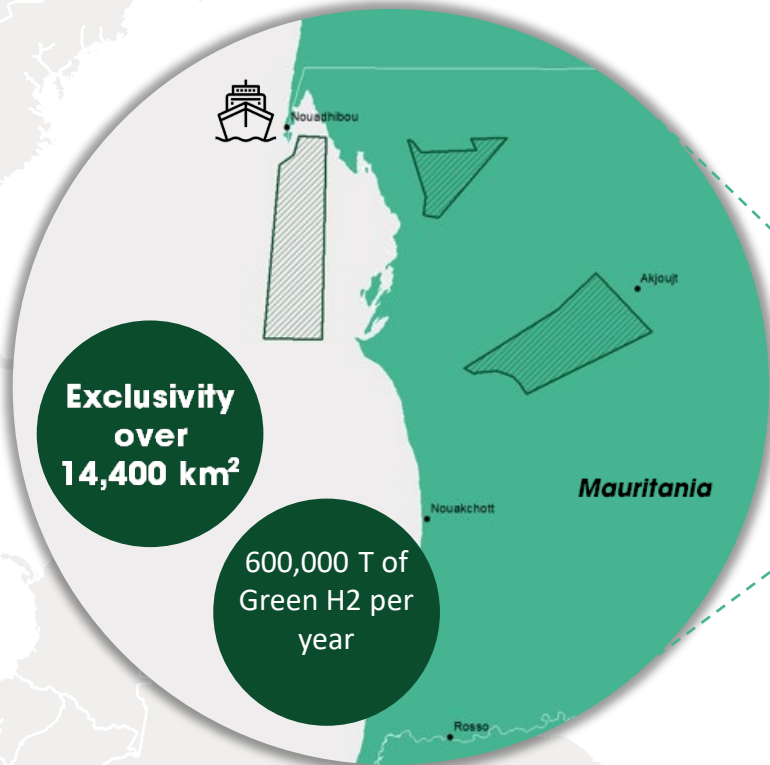 Nouadhibou
Akjoujt
Exclusivity
over
14,400 km²
Mauritania
Nouakchott
600,000 T of
Green H2 per
year
Rosso